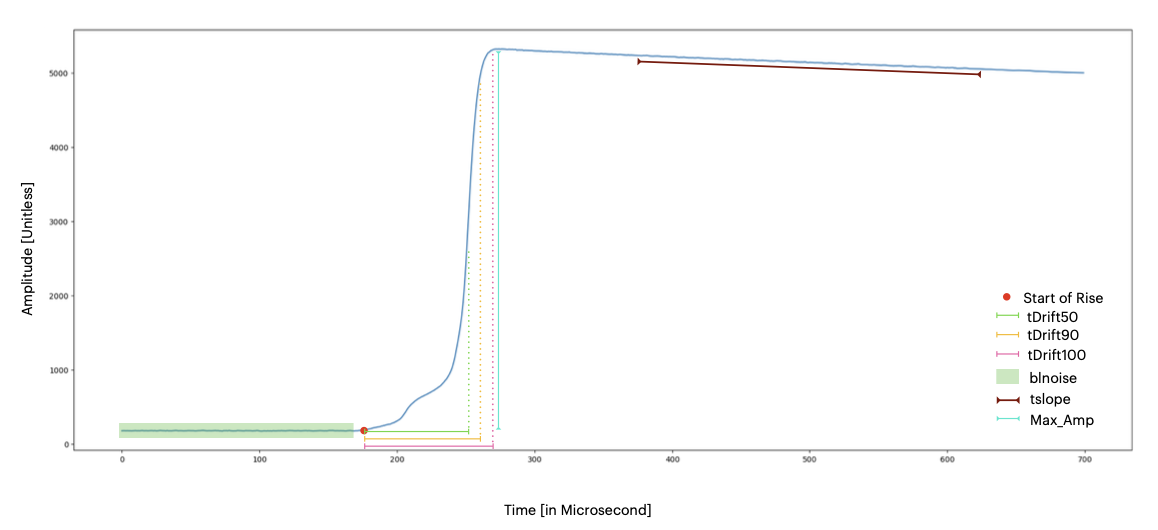 5000
4000
3000
2000
1000
0
Amplitude [Unitless]
0 100 200 300 400 500 600 700
Time [in Microsecond]
Start of Rise
tDrift50
tDrift90
tDrift100
blnoise
tslope
Max_Amp